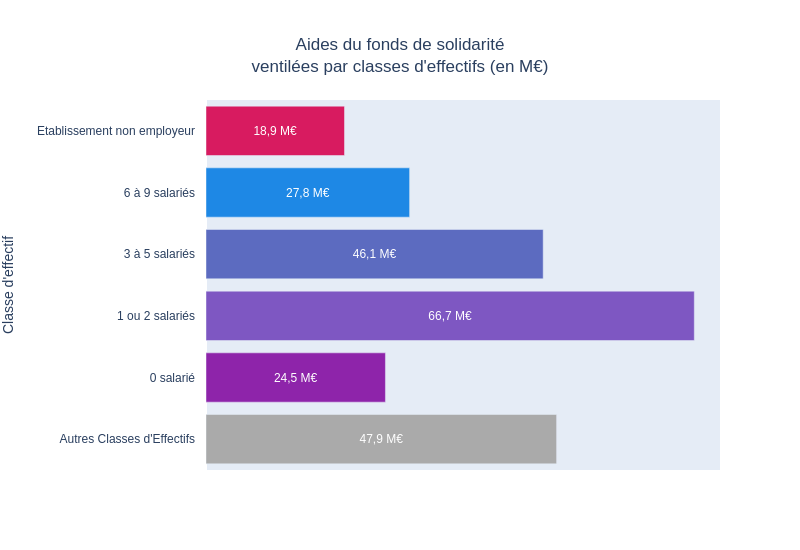 Aides du fonds de solidarité
ventilées par classes d'effectifs (en M€)
Classe d'effectif
Etablissement non employeur
18,9 M€
6 à 9 salariés
27,8 M€
3 à 5 salariés
46,1 M€
1 ou 2 salariés
66,7 M€
0 salarié
24,5 M€
Autres Classes d'Effectifs
47,9 M€